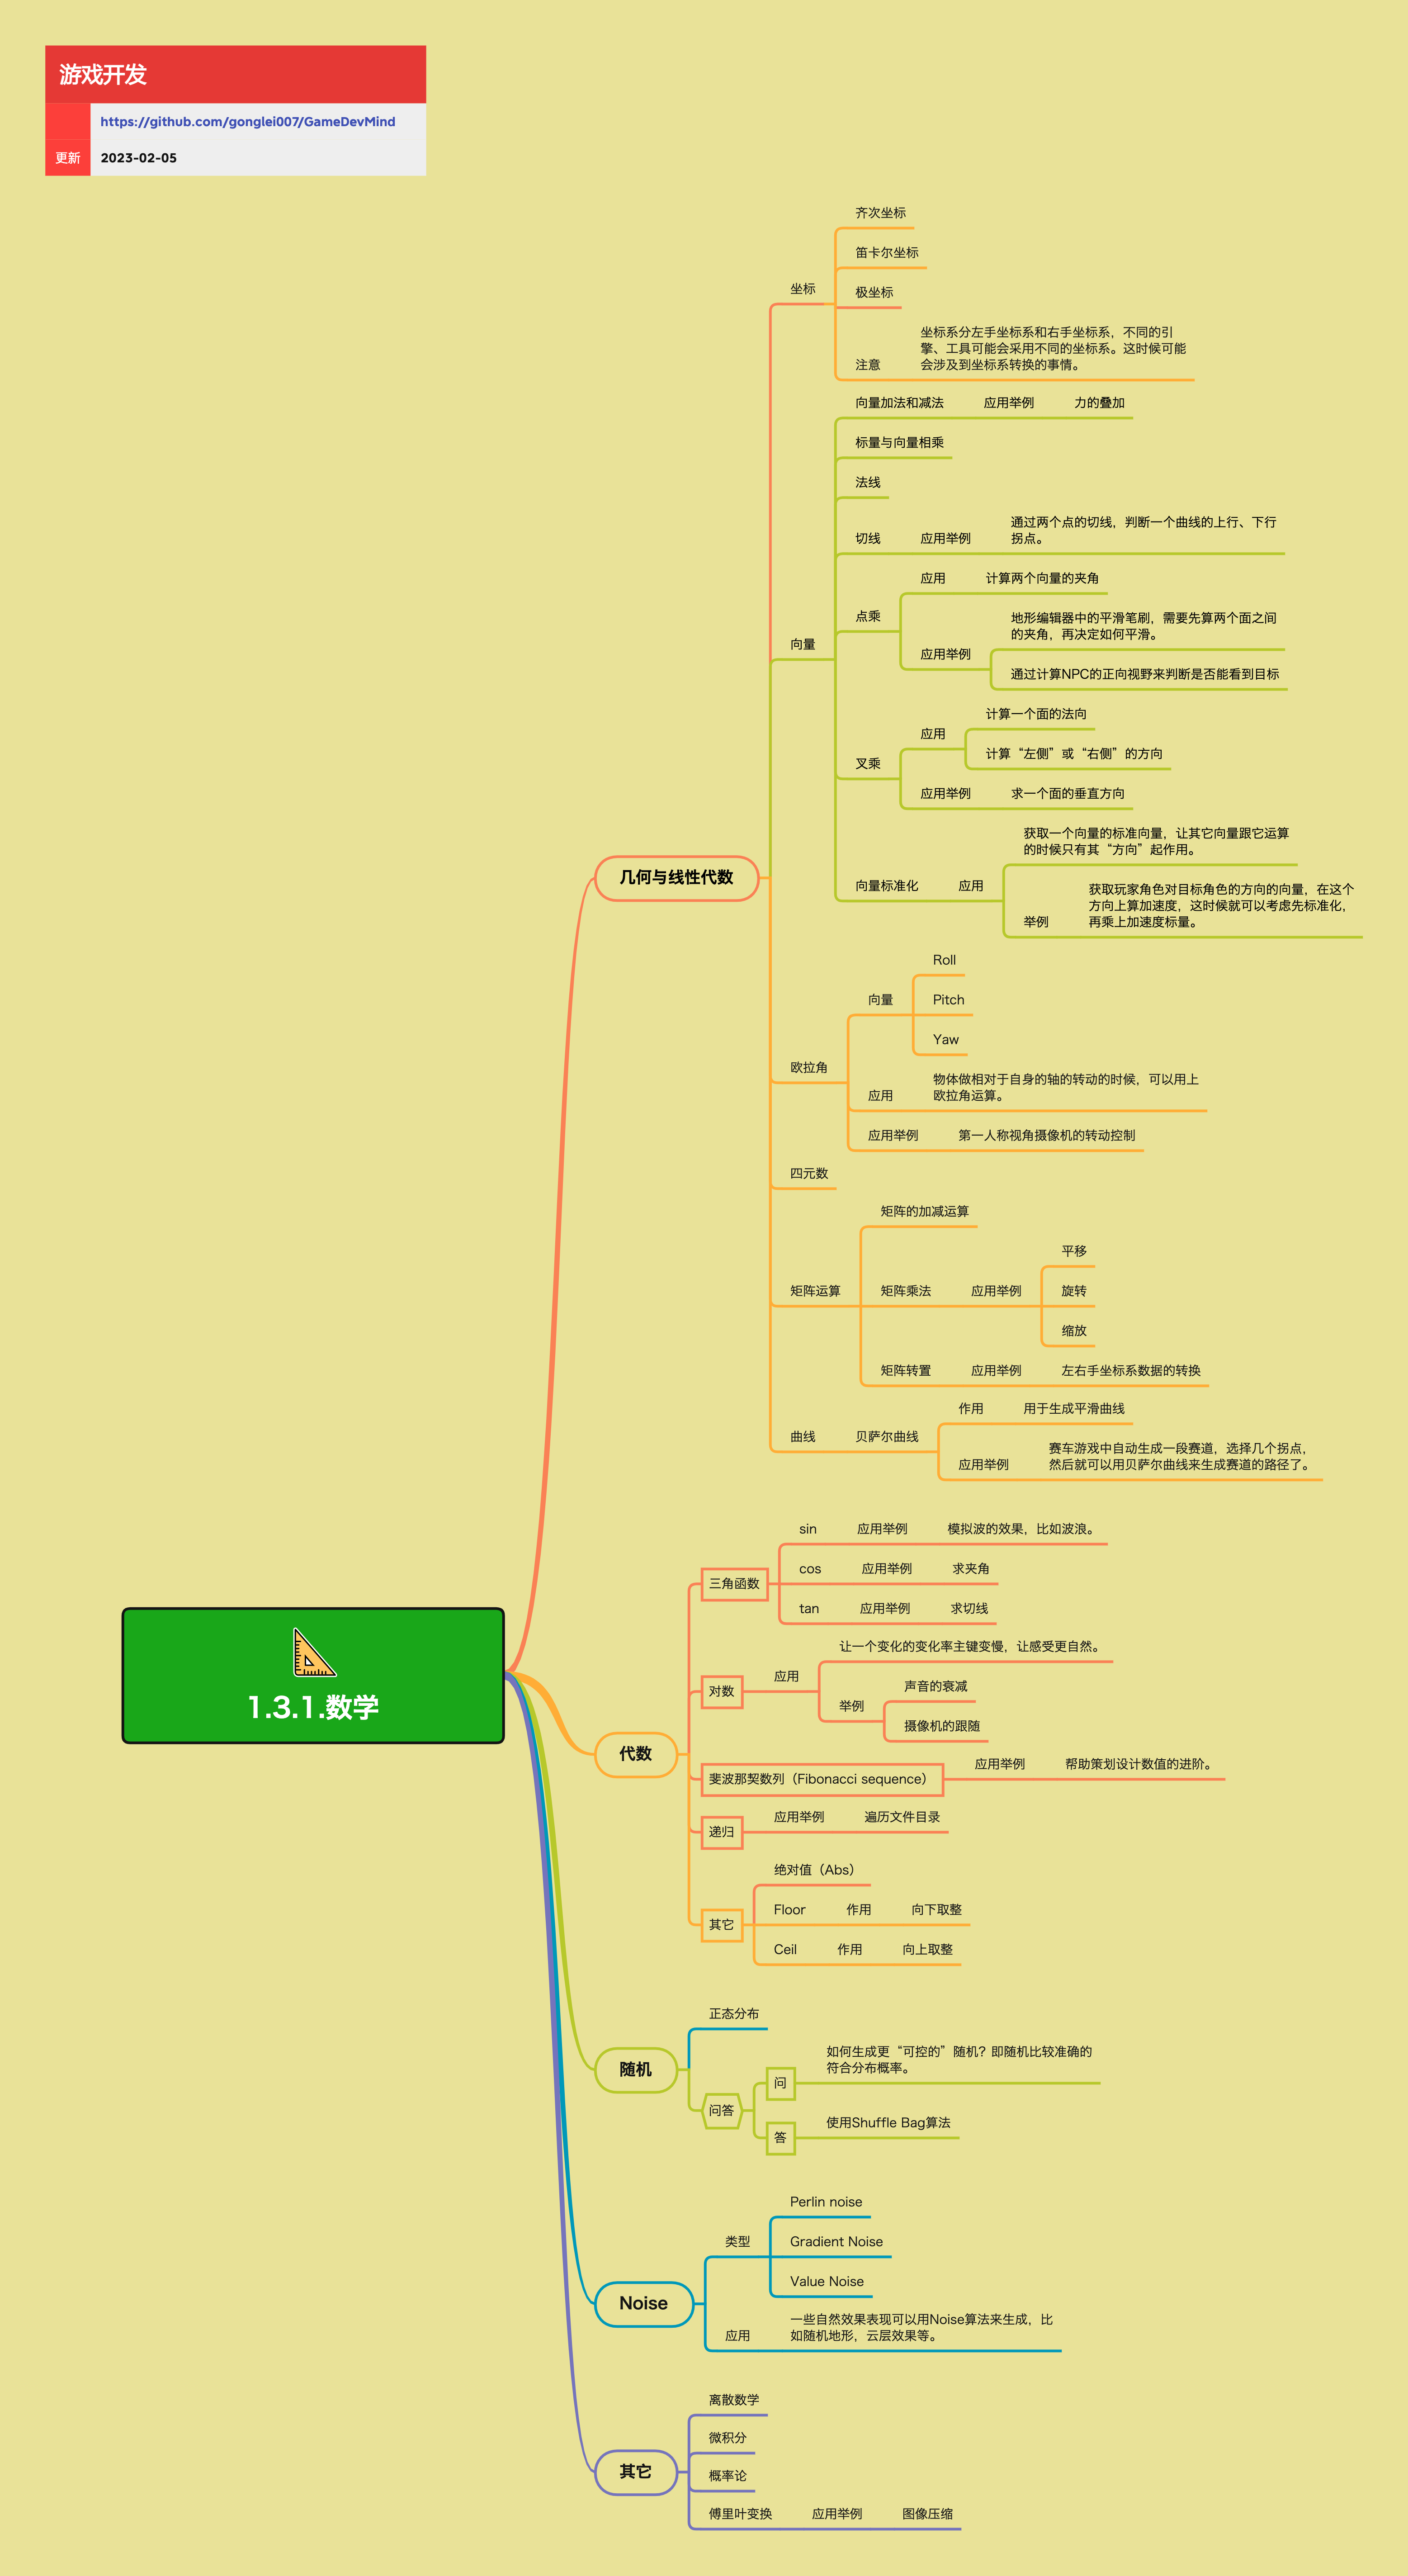 游戏开发
https://github.com/gonglei007/GameDevMind
更新 2023-02-05
1.3.1.数学
几何与线性代数
坐标
齐次坐标
笛卡尔坐标
极坐标
注意
坐标系分左手坐标系和右手坐标系，不同的引
擎、工具可能会采用不同的坐标系。这时候可能
会涉及到坐标系转换的事情。
向量
向量加法和减法 应用举例 力的叠加
标量与向量相乘
法线
切线 应用举例
通过两个点的切线，判断一个曲线的上行、下行
拐点。
点乘
应用 计算两个向量的夹角
应用举例
地形编辑器中的平滑笔刷，需要先算两个面之间
的夹角，再决定如何平滑。
通过计算NPC的正向视野来判断是否能看到目标
叉乘
应用
计算一个面的法向
计算“左侧”或“右侧”的方向
应用举例 求一个面的垂直方向
向量标准化 应用
获取一个向量的标准向量，让其它向量跟它运算
的时候只有其“方向”起作用。
举例
获取玩家角色对目标角色的方向的向量，在这个
方向上算加速度，这时候就可以考虑先标准化，
再乘上加速度标量。
欧拉角
向量
Roll
Pitch
Yaw
应用
物体做相对于自身的轴的转动的时候，可以用上
欧拉角运算。
应用举例 第一人称视角摄像机的转动控制
四元数
矩阵运算
矩阵的加减运算
矩阵乘法 应用举例
平移
旋转
缩放
矩阵转置 应用举例 左右手坐标系数据的转换
曲线 贝萨尔曲线
作用 用于生成平滑曲线
应用举例
赛车游戏中自动生成一段赛道，选择几个拐点，
然后就可以用贝萨尔曲线来生成赛道的路径了。
代数
三角函数
sin 应用举例 模拟波的效果，比如波浪。
cos 应用举例 求夹角
tan 应用举例 求切线
对数 应用
让一个变化的变化率主键变慢，让感受更自然。
举例
声音的衰减
摄像机的跟随
斐波那契数列（Fibonacci sequence） 应用举例 帮助策划设计数值的进阶。
递归 应用举例 遍历文件目录
其它
绝对值（Abs）
Floor 作用 向下取整
Ceil 作用 向上取整
随机
正态分布
问答
问
如何生成更“可控的”随机？即随机比较准确的
符合分布概率。
答 使用Shuffle Bag算法
Noise
类型
Perlin noise
Gradient Noise
Value Noise
应用
一些自然效果表现可以用Noise算法来生成，比
如随机地形，云层效果等。
其它
离散数学
微积分
概率论
傅里叶变换 应用举例 图像压缩